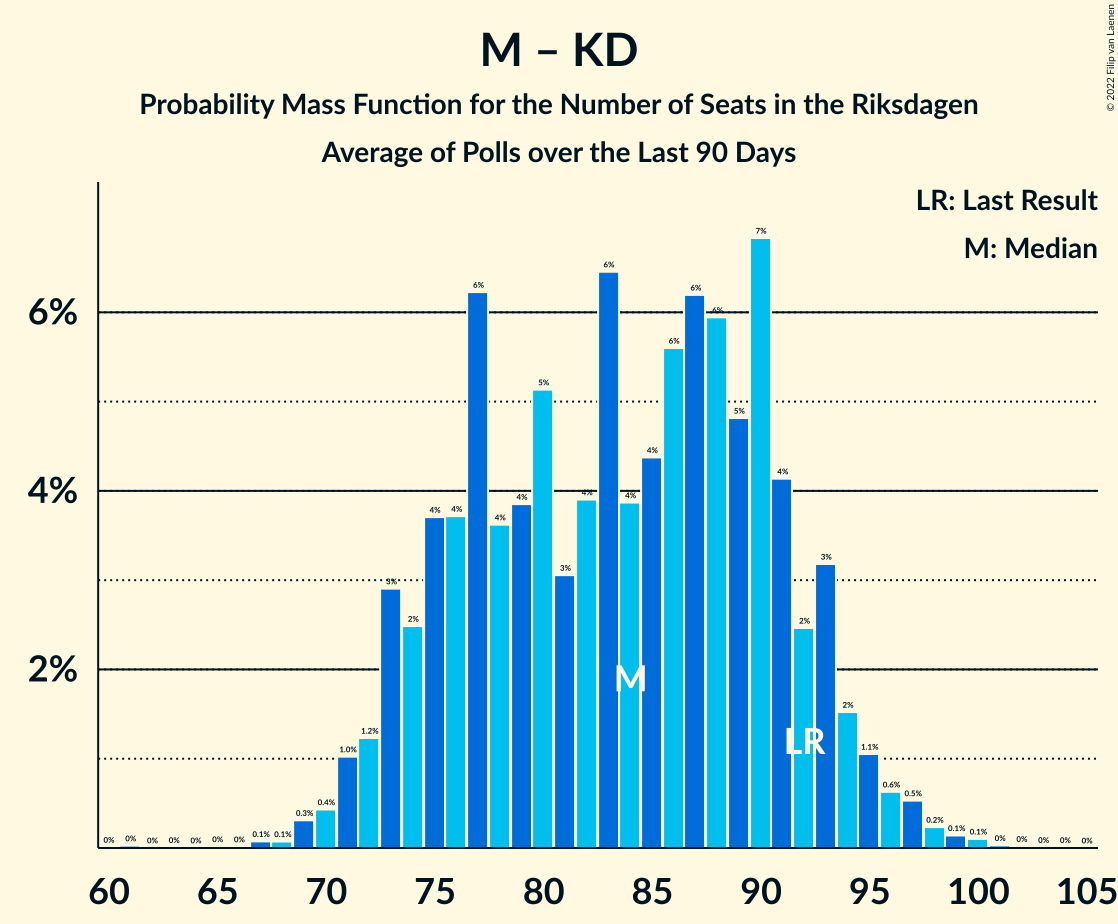 M – KD
Probability Mass Function for the Number of Seats in the Riksdagen
Average of Polls over the Last 90 Days
© 2022 Filip van Laenen
LR: Last Result
M: Median
6%
4%
2%
0% 0% 0% 0% 0% 0% 0% 0.1% 0.1% 0.3% 0.4% 1.0% 1.2% 3% 2% 4% 4% 6% 4% 4% 5% 3% 4% 6% 4% 4% 6% 6% 6% 5% 7% 4% 2% 3% 2% 1.1% 0.6% 0.5% 0.2% 0.1% 0.1% 0% 0% 0% 0% 0%
M
LR
60 65 70 75 80 85 90 95 100 105